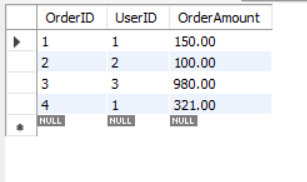 OrderID UserID OrderAmount
1 1 150.00
2 2 100.00
3 3 980.00
4 1 321.00
NULL NULL NULL